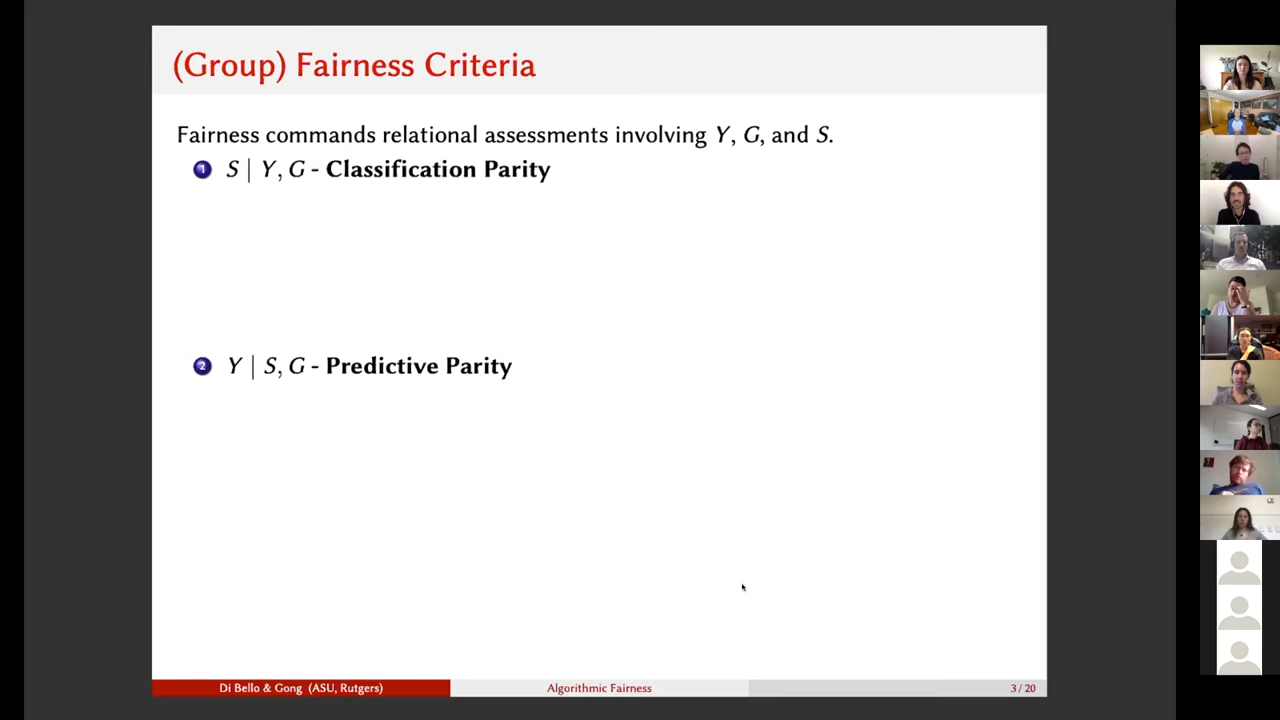 (Group) Fairness Criteria
Fairness commands relational assessments involving Y, G, and S.
1 S | Y, G - Classification Parity
2 Y | S, G - Predictive Parity
Di Bello & Gong (ASU, Rutgers) Algorithmic Fairness 3 / 20